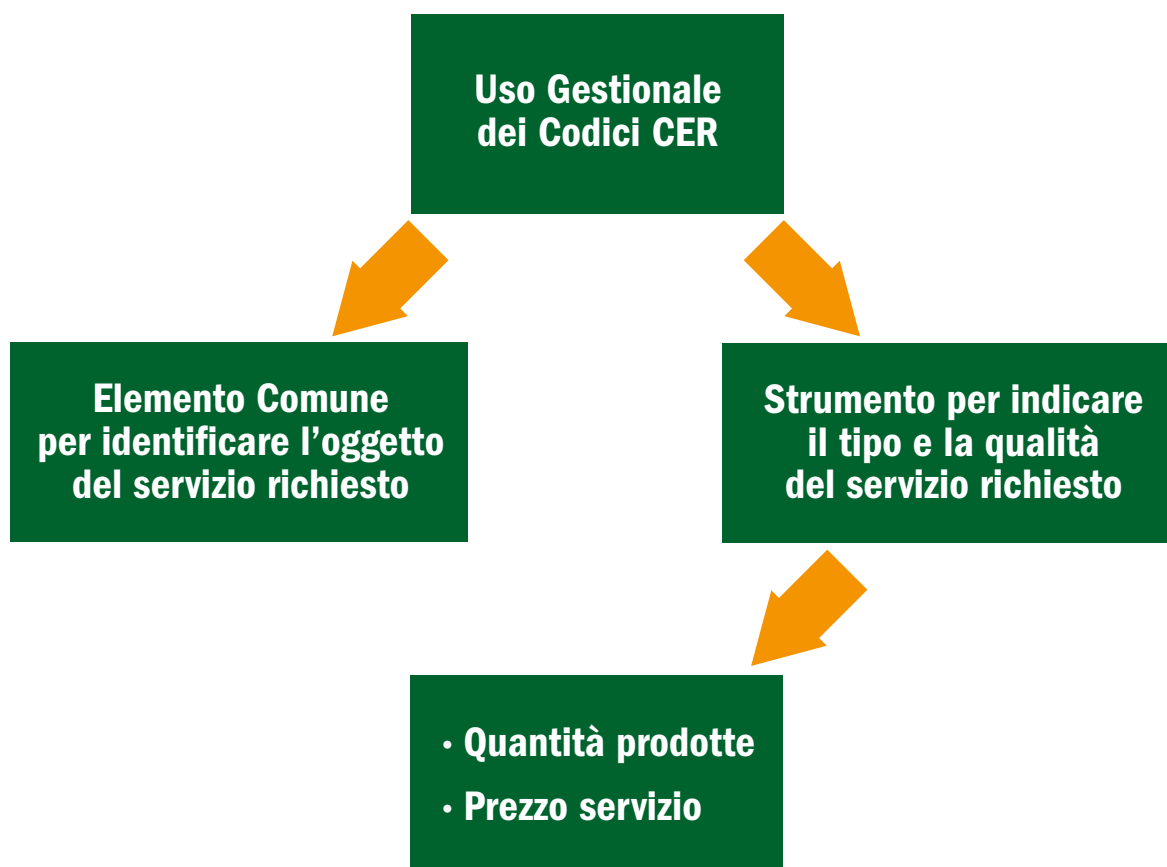 Uso Gestionale
dei Codici CER
Elemento Comune
per identificare l’oggetto
del servizio richiesto
Strumento per indicare
il tipo e la qualità
del servizio richiesto
· Quantità prodotte
· Prezzo servizio